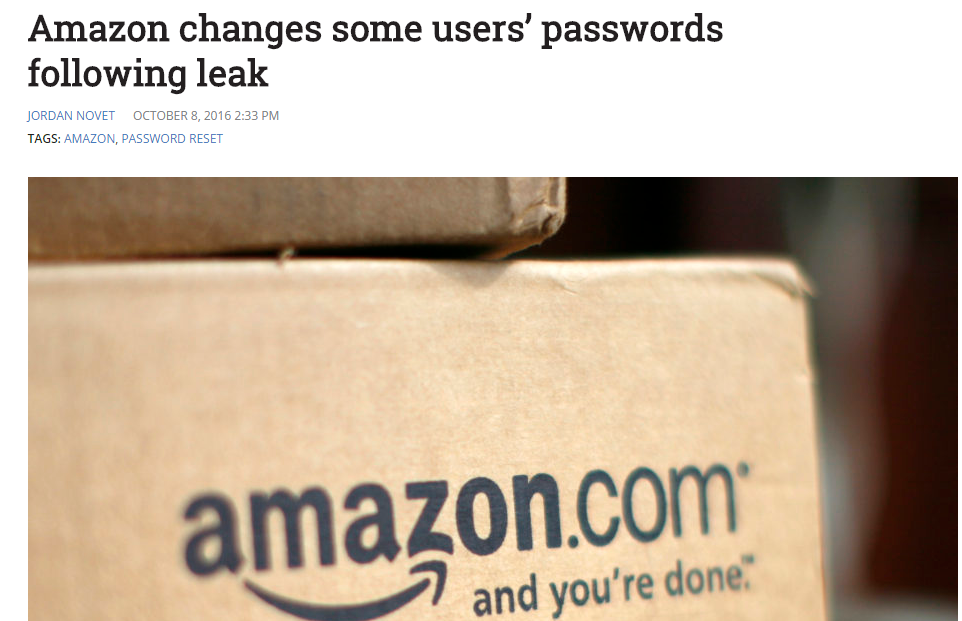 Amazon changes some users’ passwords
following leak
JORDAN NOVET OCTOBER 8, 2016 2:33 PM
TAGS: AMAZON, PASSWORD RESET
amazon.com®
and you're done.™